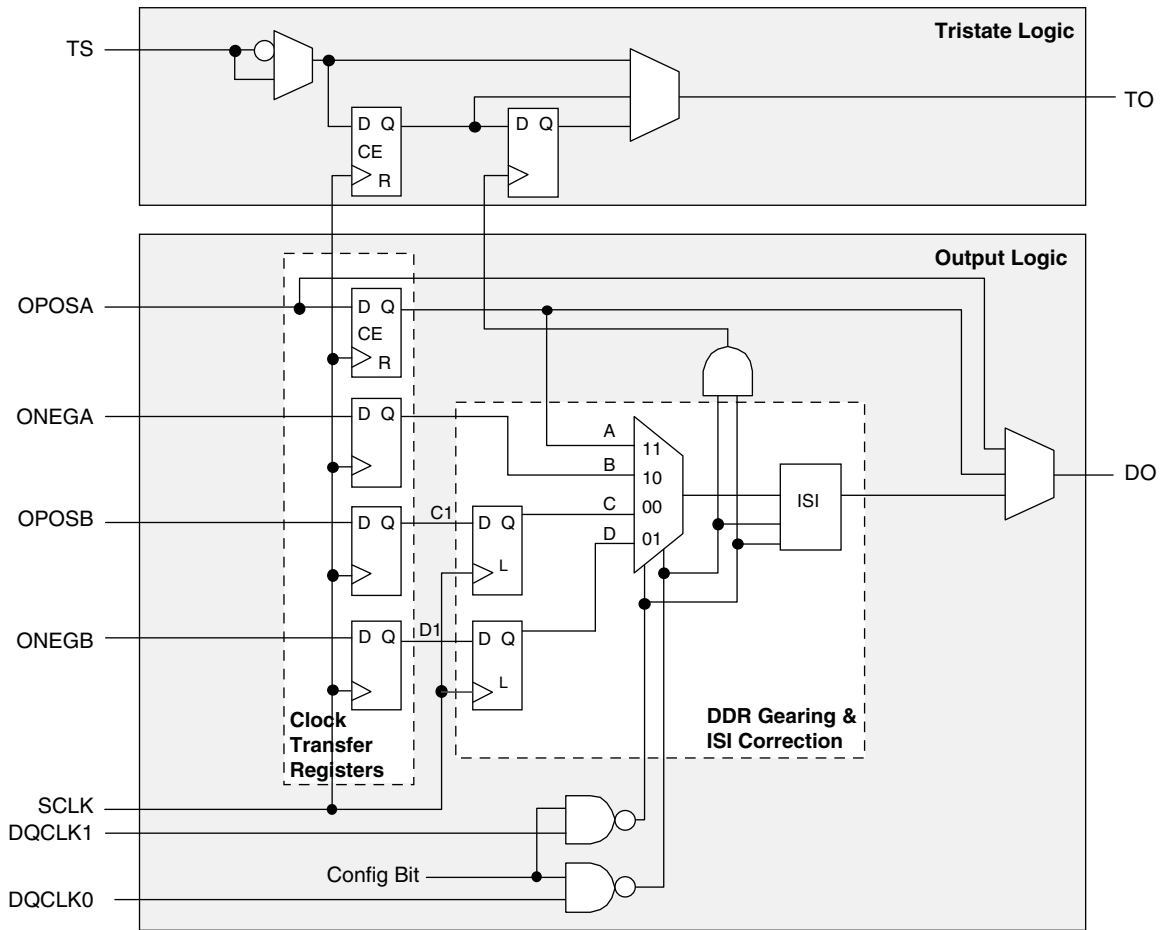 Tristate Logic
TS
TO
D Q
CE
R
D Q
Output Logic
OPOSA
D Q
CE
R
ONEGA
D Q
A
11
B
10
C
00
D
01
ISI
DO
OPOSB
D Q
C1
D Q
L
ONEGB
D Q
D1
D Q
L
Clock
Transfer
Registers
DDR Gearing &
ISI Correction
SCLK
DQCLK1
Config Bit
DQCLK0